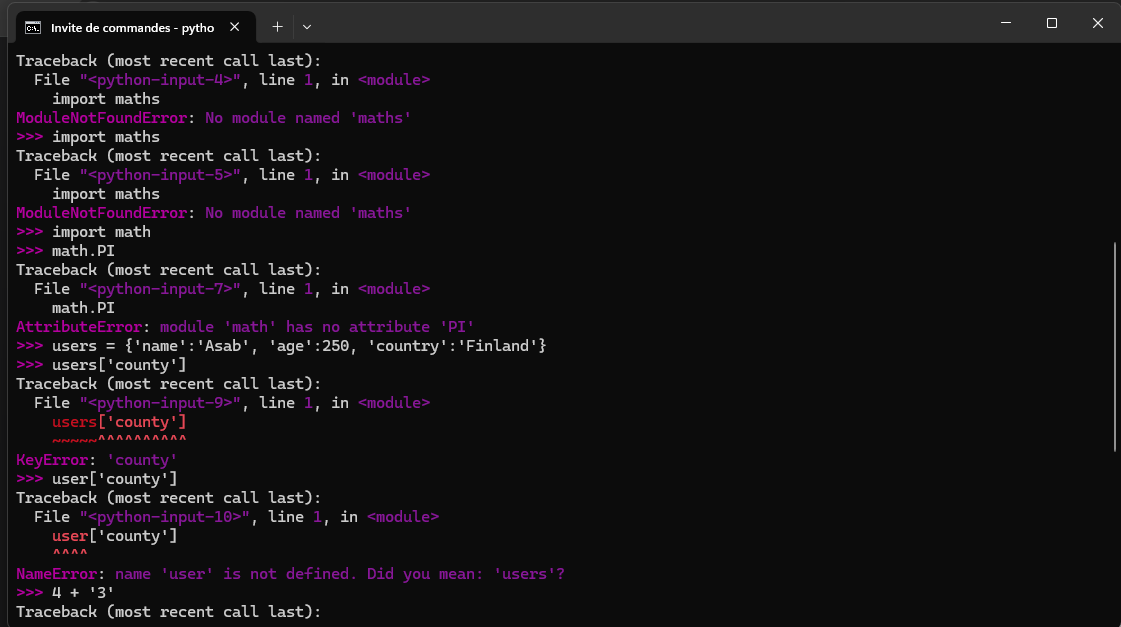 Invite de commandes - pytho
Traceback (most recent call last):
  File "<python-input-4>", line 1, in <module>
    import maths
ModuleNotFoundError: No module named 'maths'
>>> import maths
Traceback (most recent call last):
  File "<python-input-5>", line 1, in <module>
    import maths
ModuleNotFoundError: No module named 'maths'
>>> import math
>>> math.PI
Traceback (most recent call last):
  File "<python-input-7>", line 1, in <module>
    math.PI
AttributeError: module 'math' has no attribute 'PI'
>>> users = {'name':'Asab', 'age':250, 'country':'Finland'}
>>> users['county']
Traceback (most recent call last):
  File "<python-input-9>", line 1, in <module>
    users['county']
    ~~~~~^^^^^^^^^^
KeyError: 'county'
>>> user['county']
Traceback (most recent call last):
  File "<python-input-10>", line 1, in <module>
    user['county']
    ^^^^
NameError: name 'user' is not defined. Did you mean: 'users'?
>>> 4 + '3'
Traceback (most recent call last):